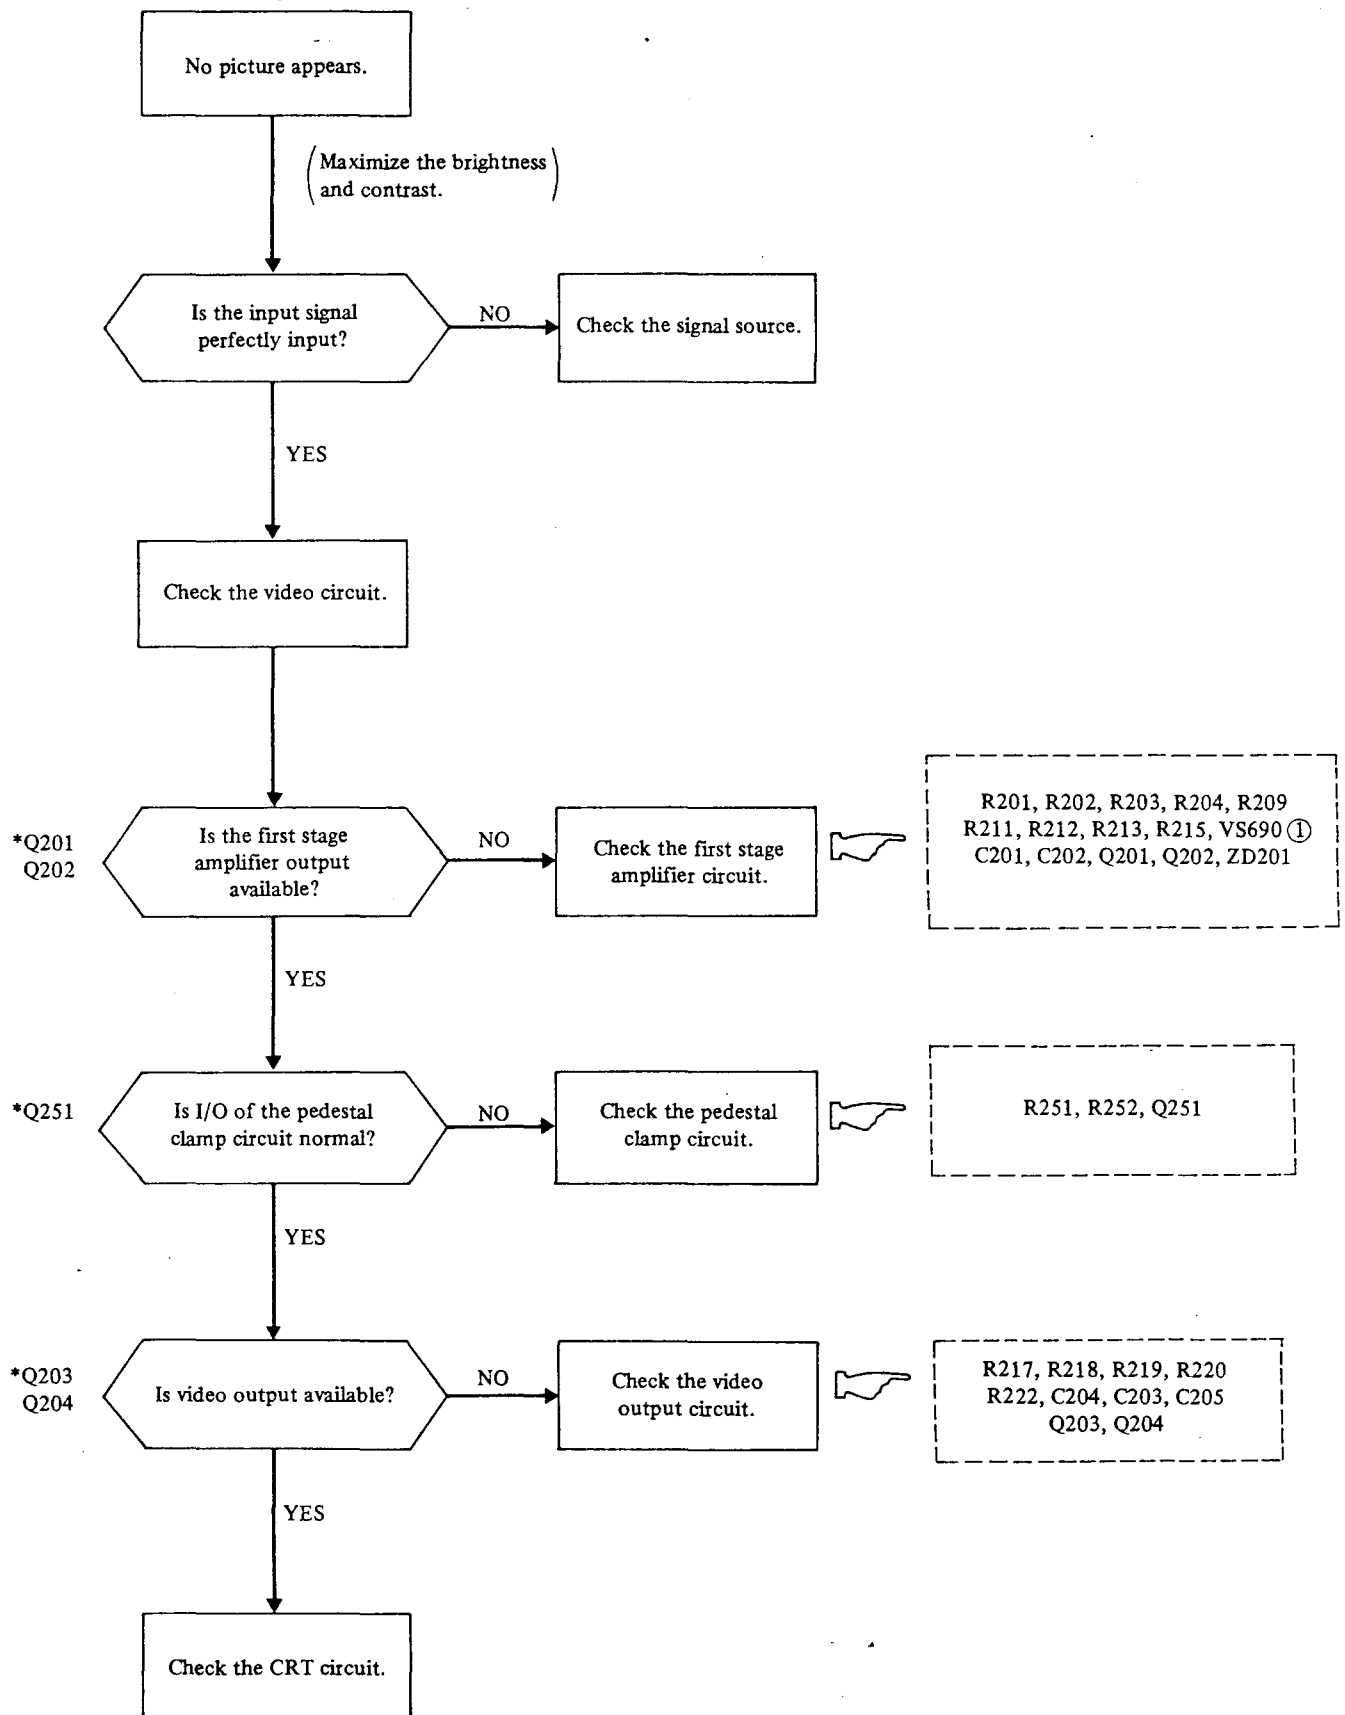 No picture appears.
(Maximize the brightness
and contrast.)
Is the input signal
perfectly input?
NO
Check the signal source.
YES
Check the video circuit.
*Q201
Q202
Is the first stage
amplifier output
available?
NO
Check the first stage
amplifier circuit.
R201, R202, R203, R204, R209
R211, R212, R213, R215, VS690 ①
C201, C202, Q201, Q202, ZD201
YES
*Q251
Is I/O of the pedestal
clamp circuit normal?
NO
Check the pedestal
clamp circuit.
R251, R252, Q251
YES
*Q203
Q204
Is video output available?
NO
Check the video
output circuit.
R217, R218, R219, R220
R222, C204, C203, C205
Q203, Q204
YES
Check the CRT circuit.